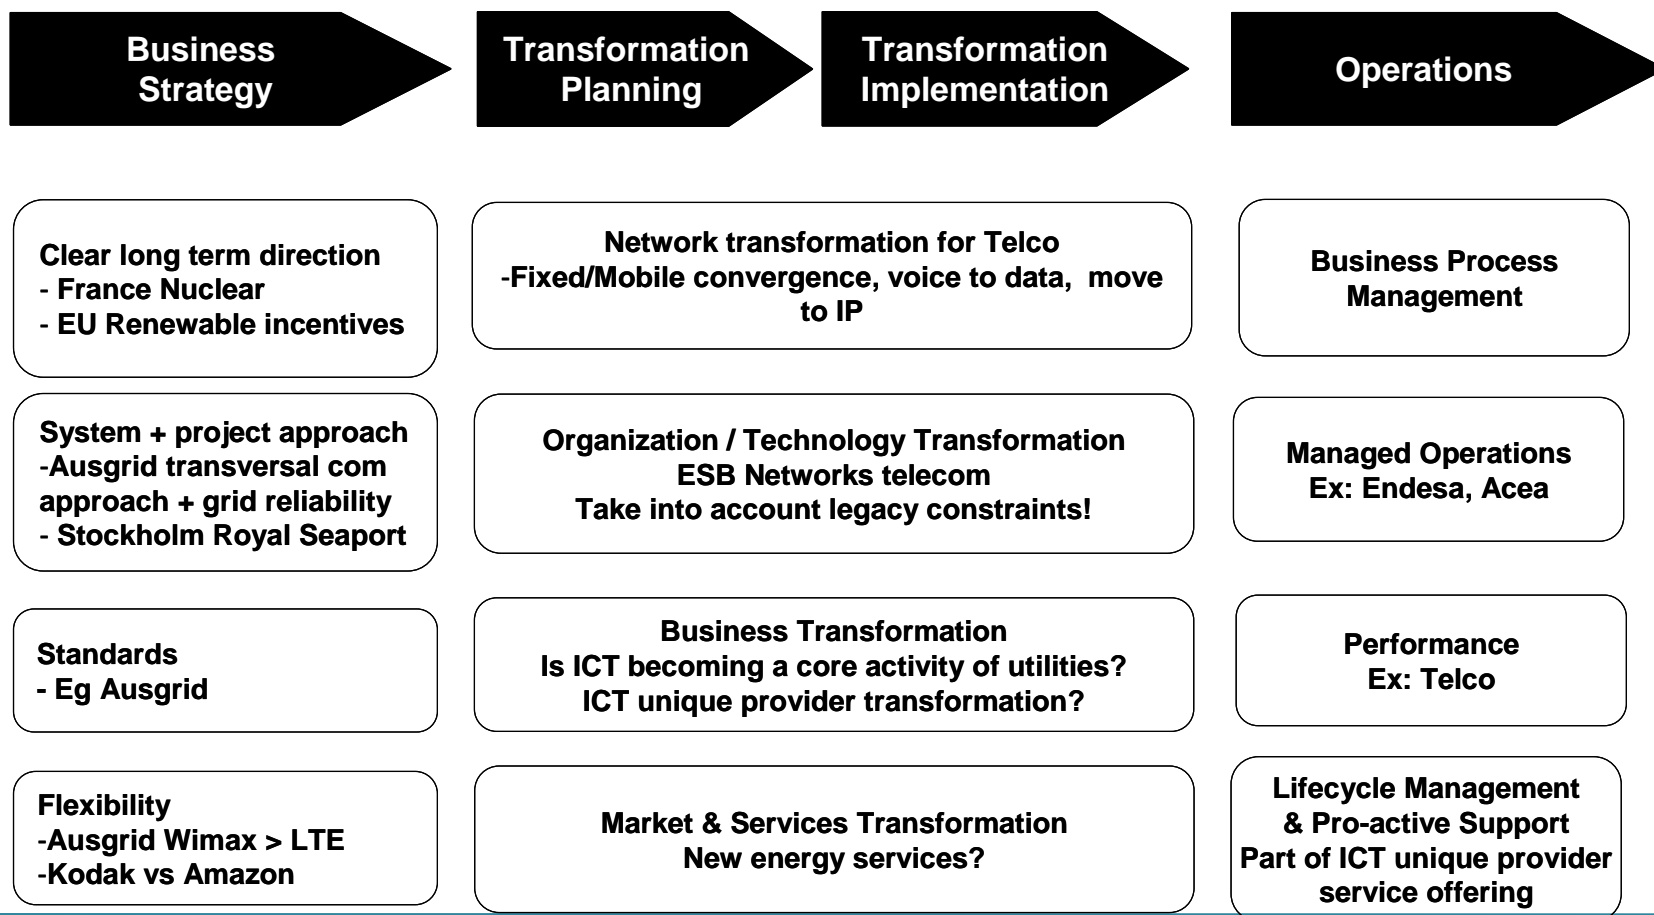 Business
Strategy
Transformation
Planning
Transformation
Implementation
Operations
Clear long term direction
- France Nuclear
- EU Renewable incentives
System + project approach
-Ausgrid transversal com
approach + grid reliability
- Stockholm Royal Seaport
Standards
- Eg Ausgrid
Flexibility
-Ausgrid Wimax > LTE
-Kodak vs Amazon
Network transformation for Telco
-Fixed/Mobile convergence, voice to data, move
to IP
Organization / Technology Transformation
ESB Networks telecom
Take into account legacy constraints!
Business Transformation
Is ICT becoming a core activity of utilities?
ICT unique provider transformation?
Market & Services Transformation
New energy services?
Business Process
Management
Managed Operations
Ex: Endesa, Acea
Performance
Ex: Telco
Lifecycle Management
& Pro-active Support
Part of ICT unique provider
service offering